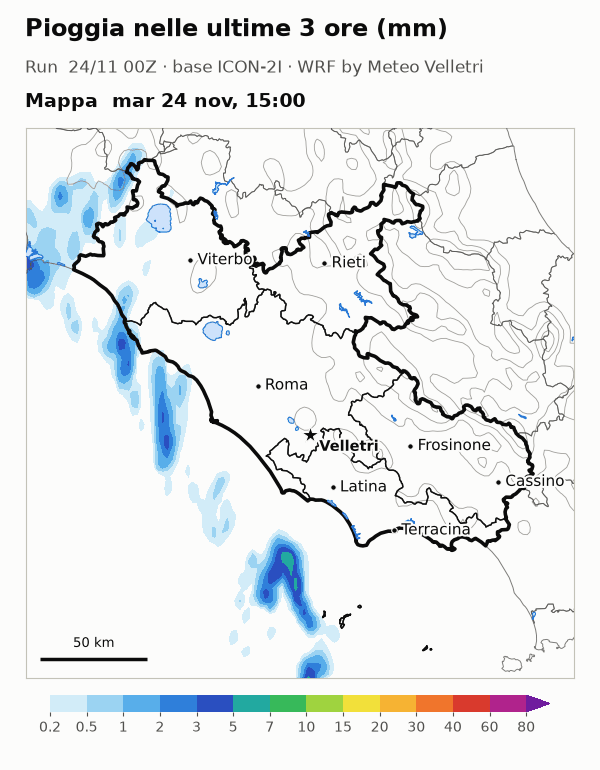 Pioggia nelle ultime 3 ore (mm)
Run  24/11 00Z · base ICON-2I · WRF by Meteo Velletri
Mappa  mar 24 nov, 15:00
Viterbo
Rieti
Roma
Velletri
Frosinone
Cassino
Latina
Terracina
50 km
0.2 0.5 1 2 3 5 7 10 15 20 30 40 60 80